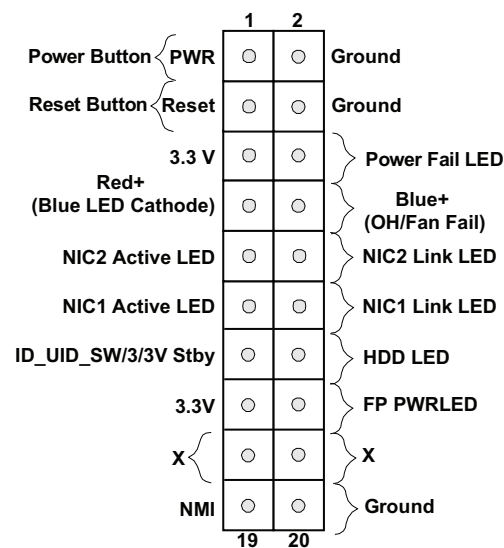 1 2
Power Button PWR Ground
Reset Button Reset Ground
3.3 V Power Fail LED
Red+
(Blue LED Cathode)
Blue+
(OH/Fan Fail)
NIC2 Active LED NIC2 Link LED
NIC1 Active LED NIC1 Link LED
ID_UID_SW/3/3V Stby HDD LED
3.3V FP PWRLED
X X
NMI Ground
19 20